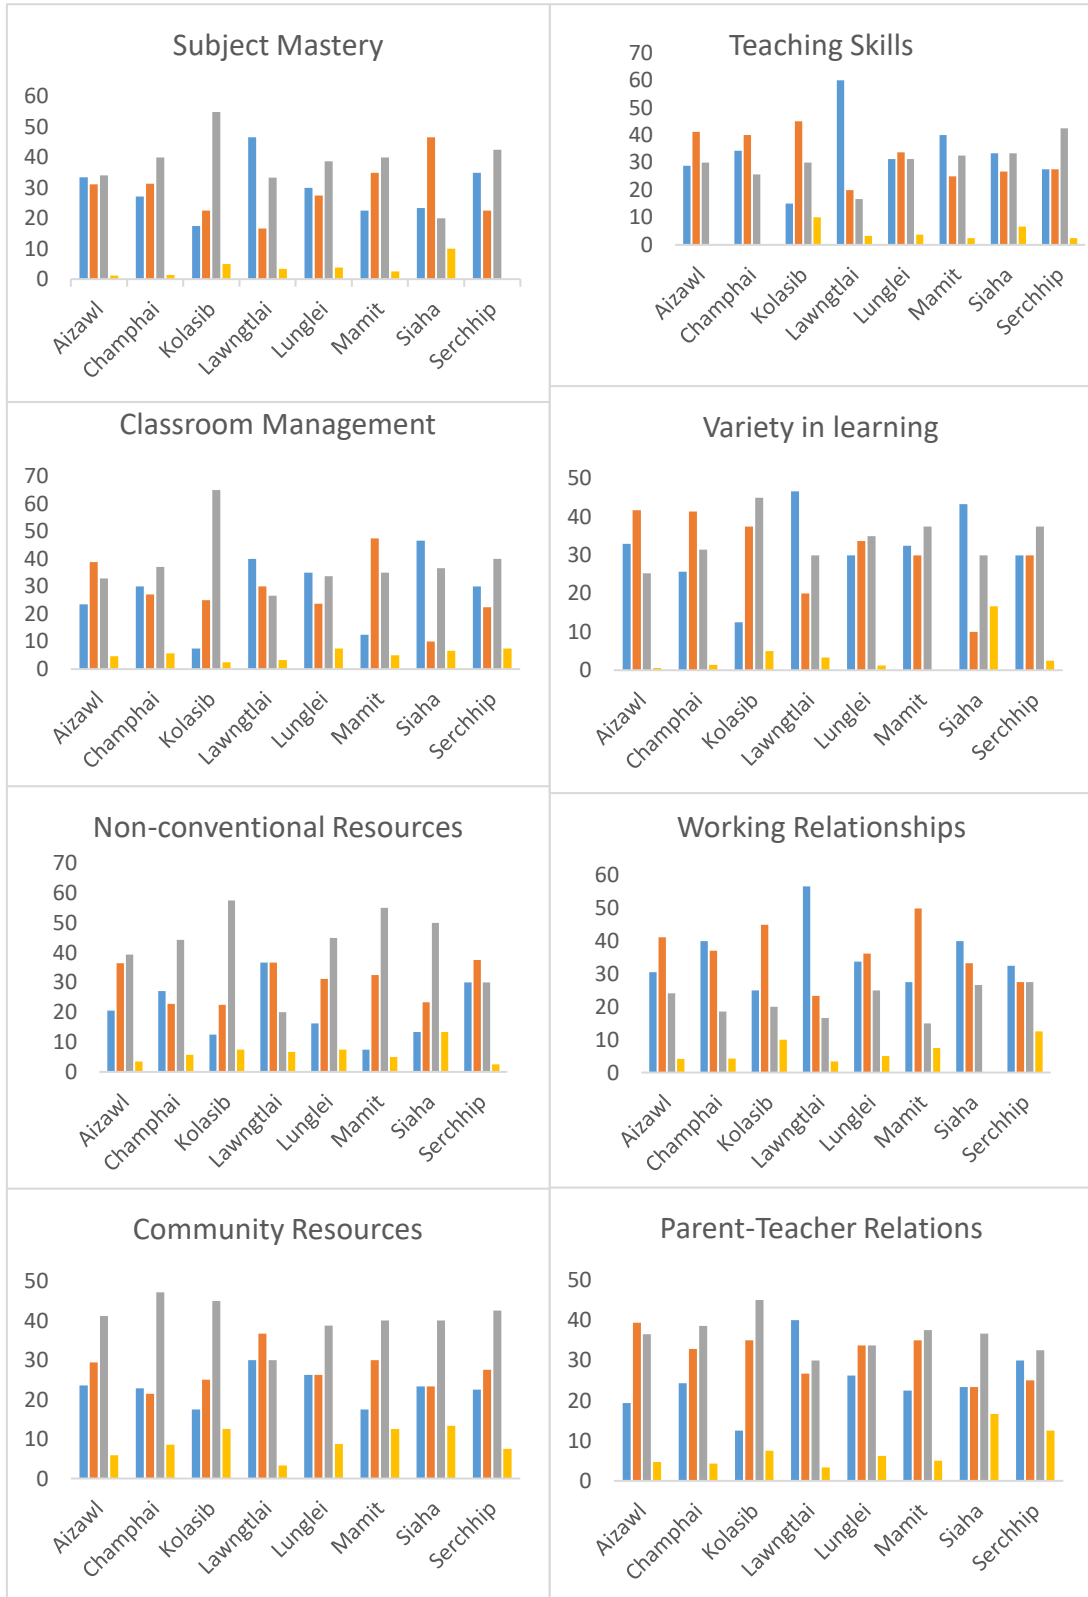 Subject Mastery
60
50
40
30
20
10
0
Aizawl
Champhai
Kolasib
Lawngtlai
Lunglei
Mamit
Siaha
Serchhip
Teaching Skills
70
60
50
40
30
20
10
0
Aizawl
Champhai
Kolasib
Lawngtlai
Lunglei
Mamit
Siaha
Serchhip
Classroom Management
70
60
50
40
30
20
10
0
Aizawl
Champhai
Kolasib
Lawngtlai
Lunglei
Mamit
Siaha
Serchhip
Variety in learning
50
40
30
20
10
0
Aizawl
Champhai
Kolasib
Lawngtlai
Lunglei
Mamit
Siaha
Serchhip
Non-conventional Resources
70
60
50
40
30
20
10
0
Aizawl
Champhai
Kolasib
Lawngtlai
Lunglei
Mamit
Siaha
Serchhip
Working Relationships
60
50
40
30
20
10
0
Aizawl
Champhai
Kolasib
Lawngtlai
Lunglei
Mamit
Siaha
Serchhip
Community Resources
50
40
30
20
10
0
Aizawl
Champhai
Kolasib
Lawngtlai
Lunglei
Mamit
Siaha
Serchhip
Parent-Teacher Relations
50
40
30
20
10
0
Aizawl
Champhai
Kolasib
Lawngtlai
Lunglei
Mamit
Siaha
Serchhip